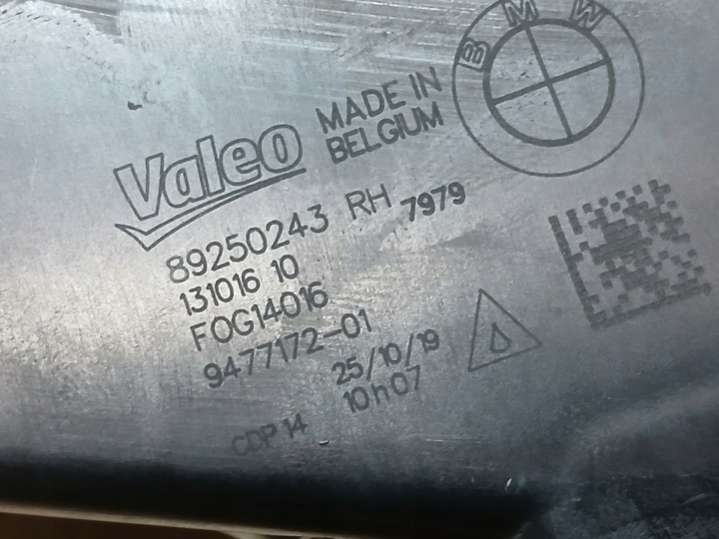 BMW
Valeo
MADE IN
BELGIUM
89250243 RH 7979
131016 10
FOG14016
9477172-01
25/10/19
10h07
CDP 14